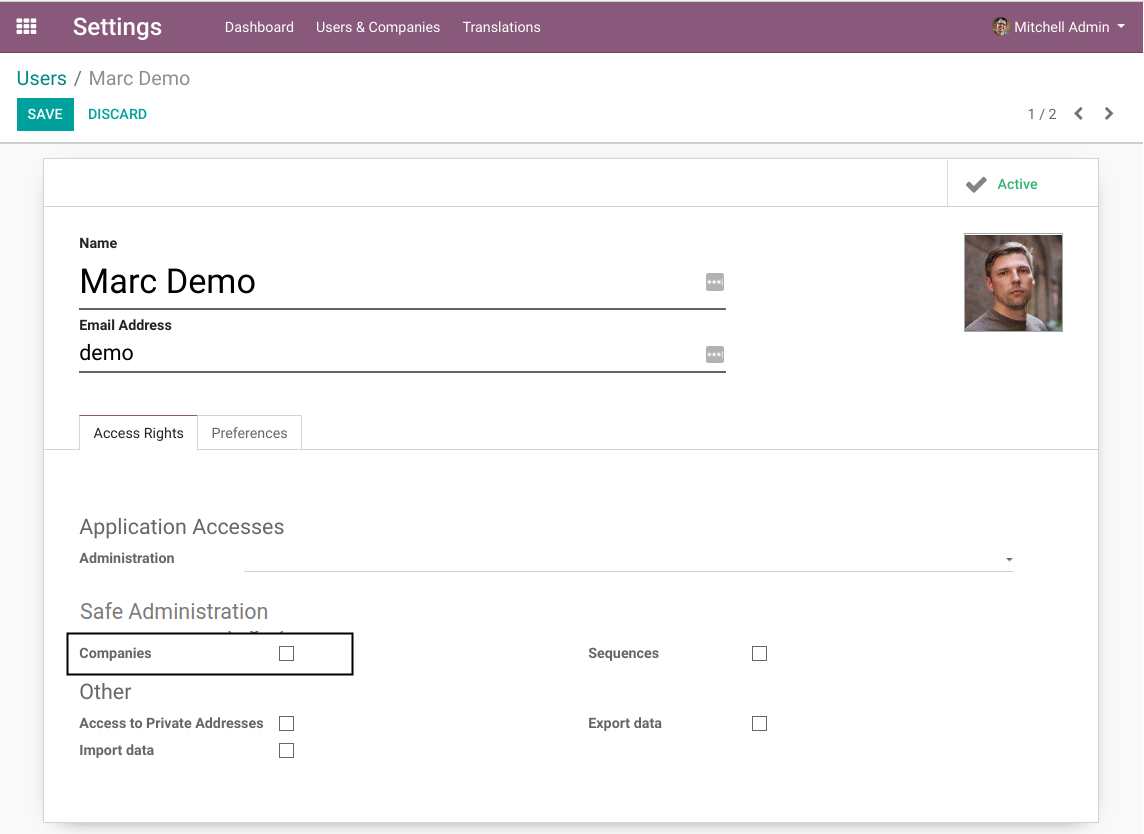 Settings Dashboard Users & Companies Translations Mitchell Admin
Users / Marc Demo
SAVE DISCARD 1 / 2
Active
Name
Marc Demo
Email Address
demo
Access Rights Preferences
Application Accesses
Administration
Safe Administration
Companies Sequences
Other
Access to Private Addresses Export data
Import data